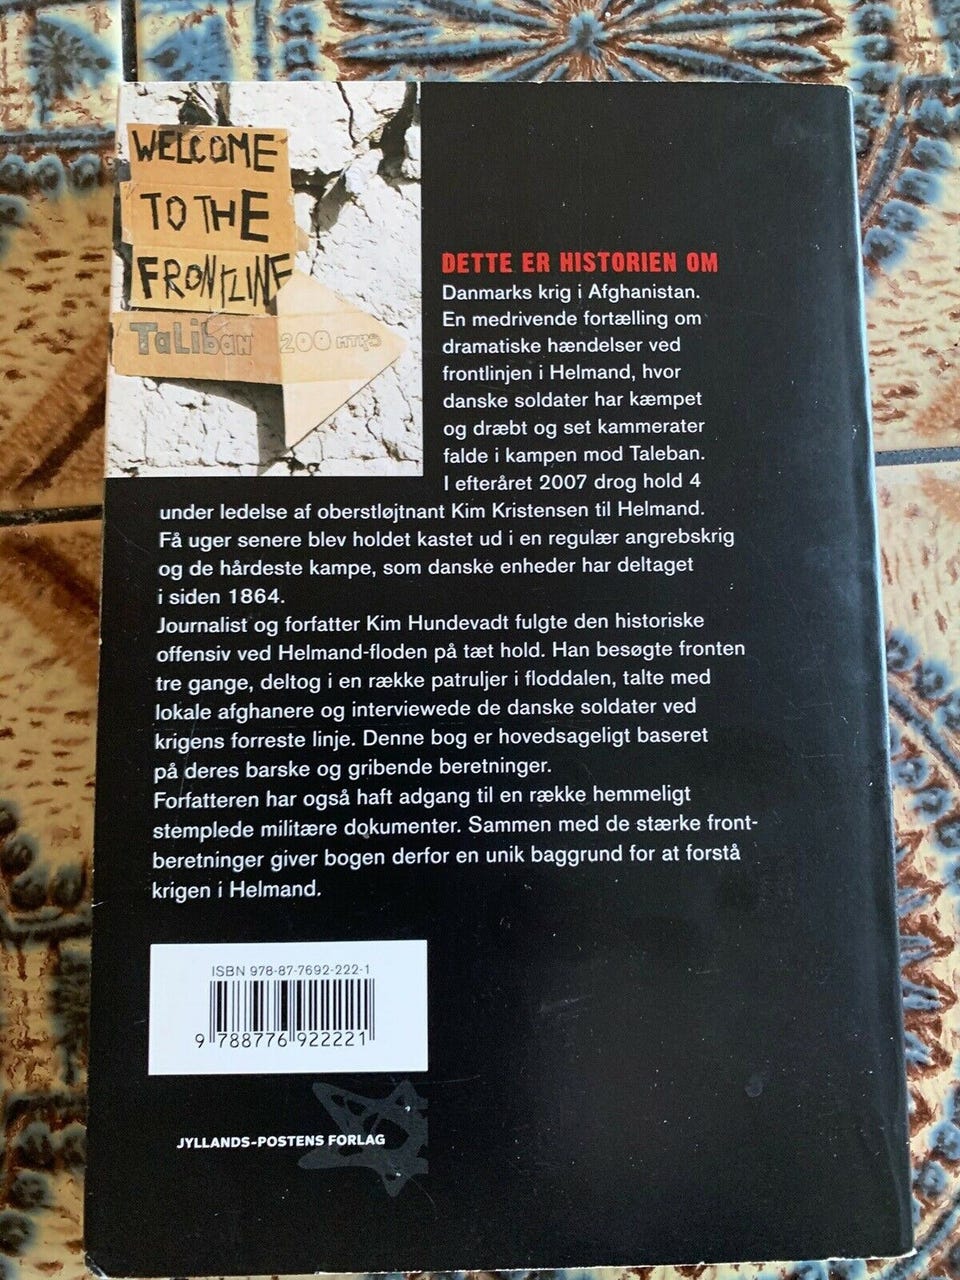 WELCOME
TO THE
FRONTLINE
TaLiban 200 MTRS
DETTE ER HISTORIEN OM
Danmarks krig i Afghanistan.
En medrivende fortælling om
dramatiske hændelser ved
frontlinjen i Helmand, hvor
danske soldater har kæmpet
og dræbt og set kammerater
falde i kampen mod Taleban.
I efteråret 2007 drog hold 4
under ledelse af oberstløjtnant Kim Kristensen til Helmand.
Få uger senere blev holdet kastet ud i en regulær angrebskrig
og de hårdeste kampe, som danske enheder har deltaget
i siden 1864.
Journalist og forfatter Kim Hundevadt fulgte den historiske
offensiv ved Helmand-floden på tæt hold. Han besøgte fronten
tre gange, deltog i en række patruljer i floddalen, talte med
lokale afghanere og interviewede de danske soldater ved
krigens forreste linje. Denne bog er hovedsageligt baseret
på deres barske og gribende beretninger.
Forfatteren har også haft adgang til en række hemmeligt
stemplede militære dokumenter. Sammen med de stærke front-
beretninger giver bogen derfor en unik baggrund for at forstå
krigen i Helmand.
ISBN 978-87-7692-222-1
9 788776 922221
JYLLANDS-POSTENS FORLAG